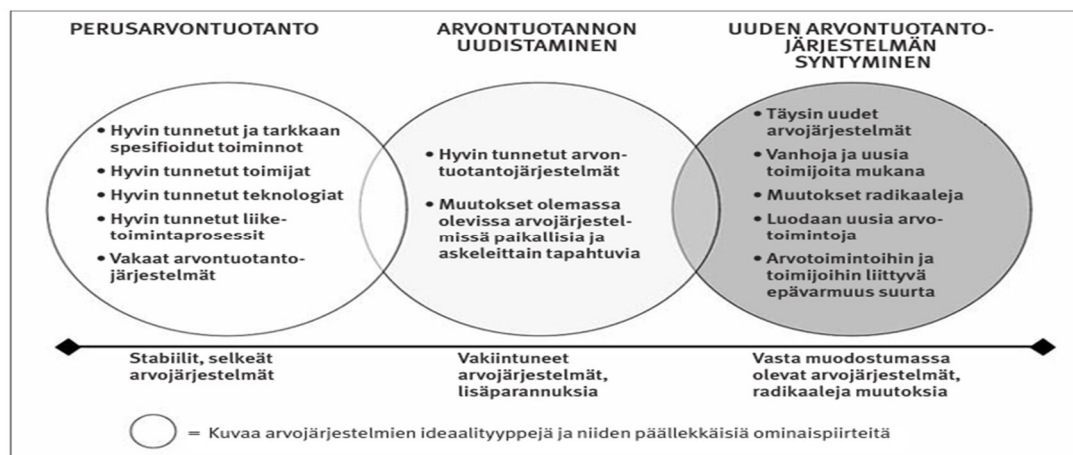 PERUSARVONTUOTANTO
ARVONTUOTANNON
UUDISTAMINEN
UUDEN ARVONTUOTANTO-
JÄRJESTELMÄN
SYNTYMINEN
• Hyvin tunnetut ja tarkkaan
spesifioidut toiminnot
• Hyvin tunnetut toimijat
• Hyvin tunnetut teknologiat
• Hyvin tunnetut liike-
toimintaprosessit
• Vakaat arvontuotanto-
järjestelmät
• Hyvin tunnetut arvon-
tuotantojärjestelmät
• Muutokset olemassa
olevissa arvojärjestel-
missä paikallisia ja
askeleittain tapahtuvia
• Täysin uudet
arvojärjestelmät
• Vanhoja ja uusia
toimijoita mukana
• Muutokset radikaaleja
• Luodaan uusia arvo-
toimintoja
• Arvotoimintoihin ja
toimijoihin liittyvä
epävarmuus suurta
Stabiilit, selkeät
arvojärjestelmät
Vakiintuneet
arvojärjestelmät,
lisäparannuksia
Vasta muodostumassa
olevat arvojärjestelmät,
radikaaleja muutoksia
= Kuvaa arvojärjestelmien ideaalityyppejä ja niiden päällekkäisiä ominaispiirteitä